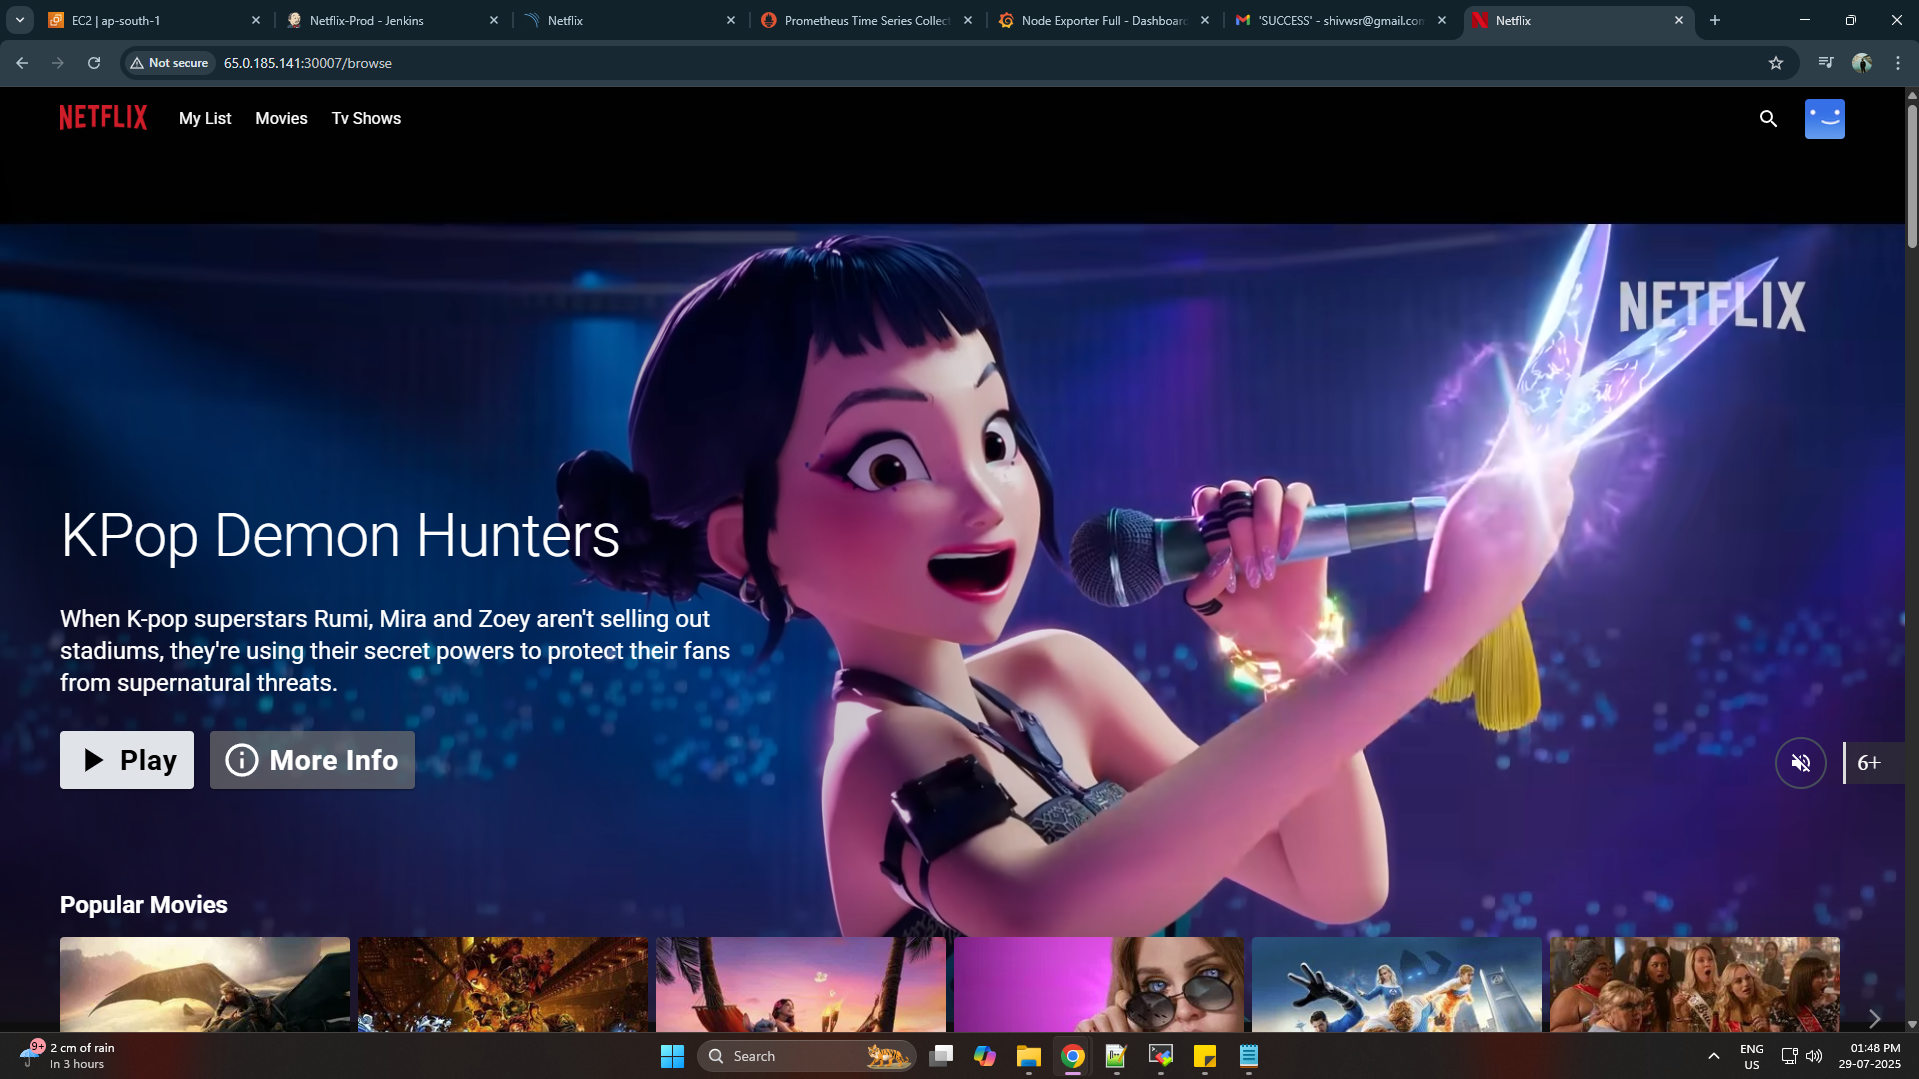 EC2 | ap-south-1
Netflix-Prod - Jenkins
Netflix
Prometheus Time Series Collect
Node Exporter Full - Dashboard
'SUCCESS' - shivwsr@gmail.com
Netflix
Not secure
65.0.185.141:30007/browse
NETFLIX
My List
Movies
Tv Shows
NETFLIX
KPop Demon Hunters
When K-pop superstars Rumi, Mira and Zoey aren't selling out
stadiums, they're using their secret powers to protect their fans
from supernatural threats.
Play
More Info
6+
Popular Movies
9+
2 cm of rain
In 3 hours
Search
ENG
US
01:48 PM
29-07-2025